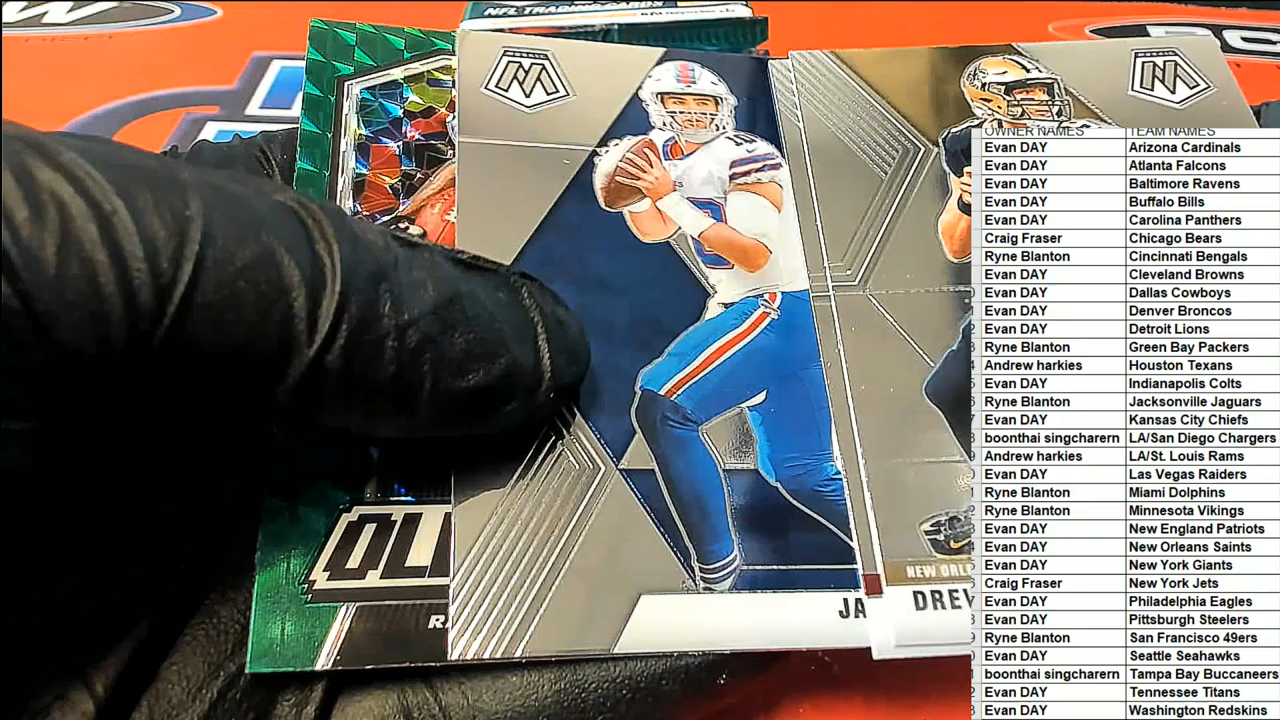 NFL TRADING CARDS
10
NEW ORL
JA
DREV
OWNER NAMES TEAM NAMES
Evan DAY Arizona Cardinals
Evan DAY Atlanta Falcons
Evan DAY Baltimore Ravens
Evan DAY Buffalo Bills
Evan DAY Carolina Panthers
Craig Fraser Chicago Bears
Ryne Blanton Cincinnati Bengals
Evan DAY Cleveland Browns
Evan DAY Dallas Cowboys
Evan DAY Denver Broncos
Evan DAY Detroit Lions
Ryne Blanton Green Bay Packers
Andrew harkies Houston Texans
Evan DAY Indianapolis Colts
Ryne Blanton Jacksonville Jaguars
Evan DAY Kansas City Chiefs
boonthai singcharern LA/San Diego Chargers
Andrew harkies LA/St. Louis Rams
Evan DAY Las Vegas Raiders
Ryne Blanton Miami Dolphins
Ryne Blanton Minnesota Vikings
Evan DAY New England Patriots
Evan DAY New Orleans Saints
Evan DAY New York Giants
Craig Fraser New York Jets
Evan DAY Philadelphia Eagles
Evan DAY Pittsburgh Steelers
Ryne Blanton San Francisco 49ers
Evan DAY Seattle Seahawks
boonthai singcharern Tampa Bay Buccaneers
Evan DAY Tennessee Titans
Evan DAY Washington Redskins